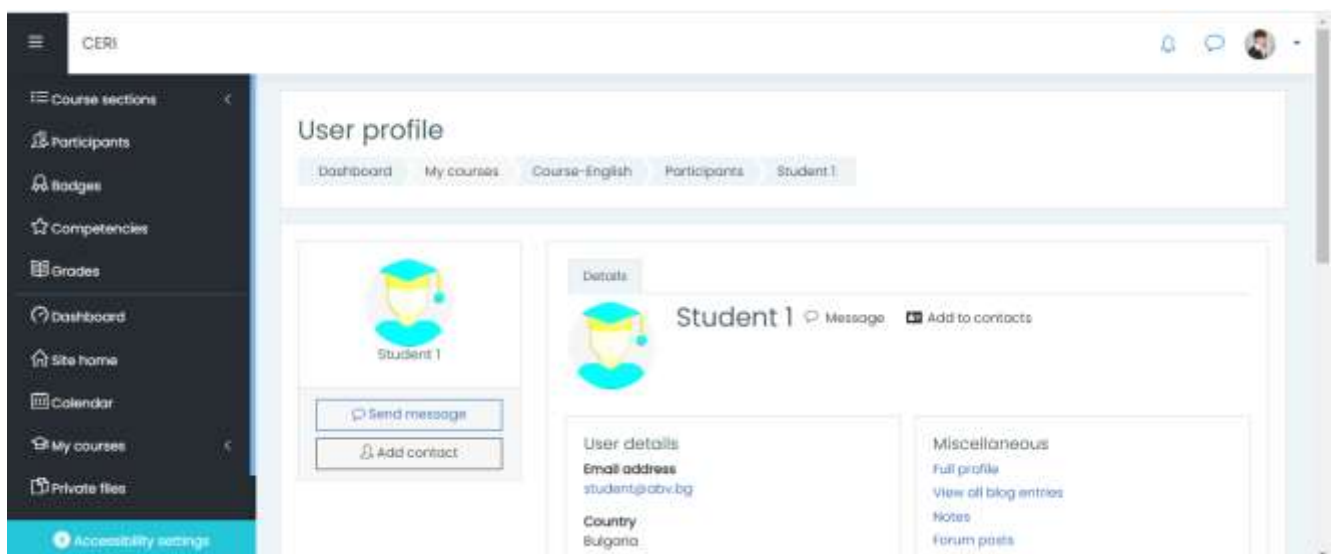 CERI
Course sections
Participants
Badges
Competencies
Grades
Dashboard
Site home
Calendar
My courses
Private files
Accessibility settings
User profile
Dashboard My courses Course-English Participants Student 1
Student 1
Send message
Add contact
Details
Student 1 Message Add to contacts
User details
Email address
student@abv.bg
Country
Bulgaria
Miscellaneous
Full profile
View all blog entries
Notes
Forum posts